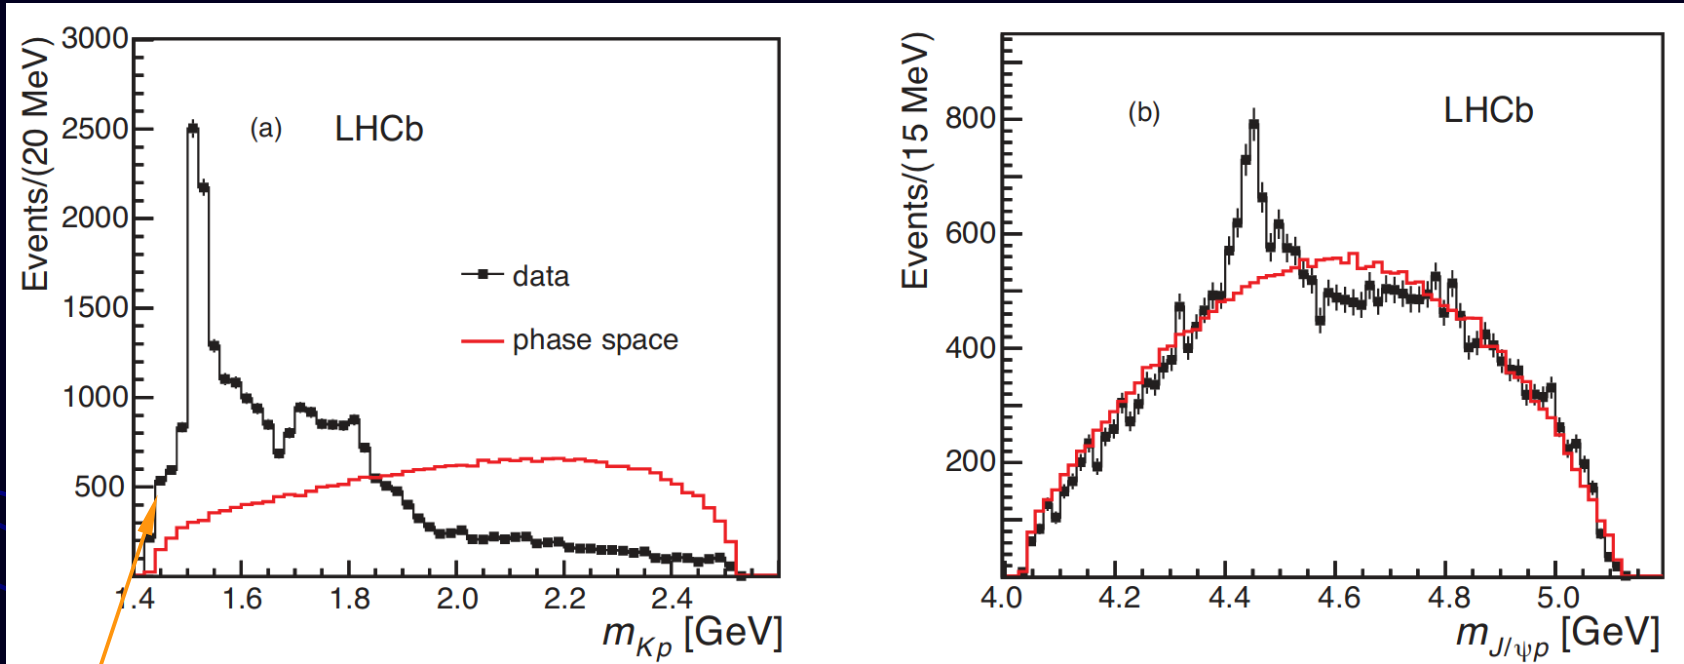 Events/(20 MeV)
3000
2500
2000
1500
1000
500
(a)
LHCb
data
phase space
1.4
1.6
1.8
2.0
2.2
2.4
m_Kp [GeV]
Events/(15 MeV)
800
600
400
200
(b)
LHCb
4.0
4.2
4.4
4.6
4.8
5.0
m_J/ψp [GeV]